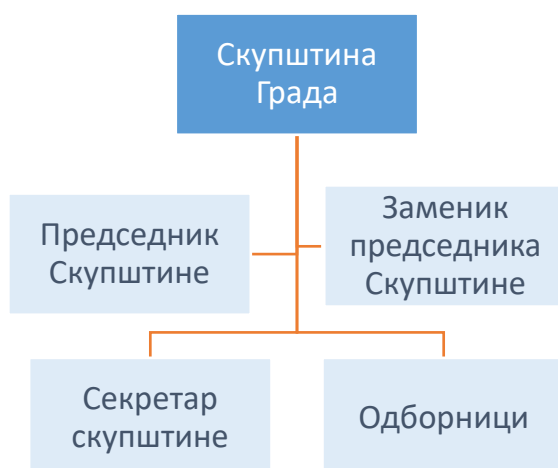 Скупштина
Града
Председник
Скупштине
Заменик
председника
Скупштине
Секретар
скупштине
Одборници